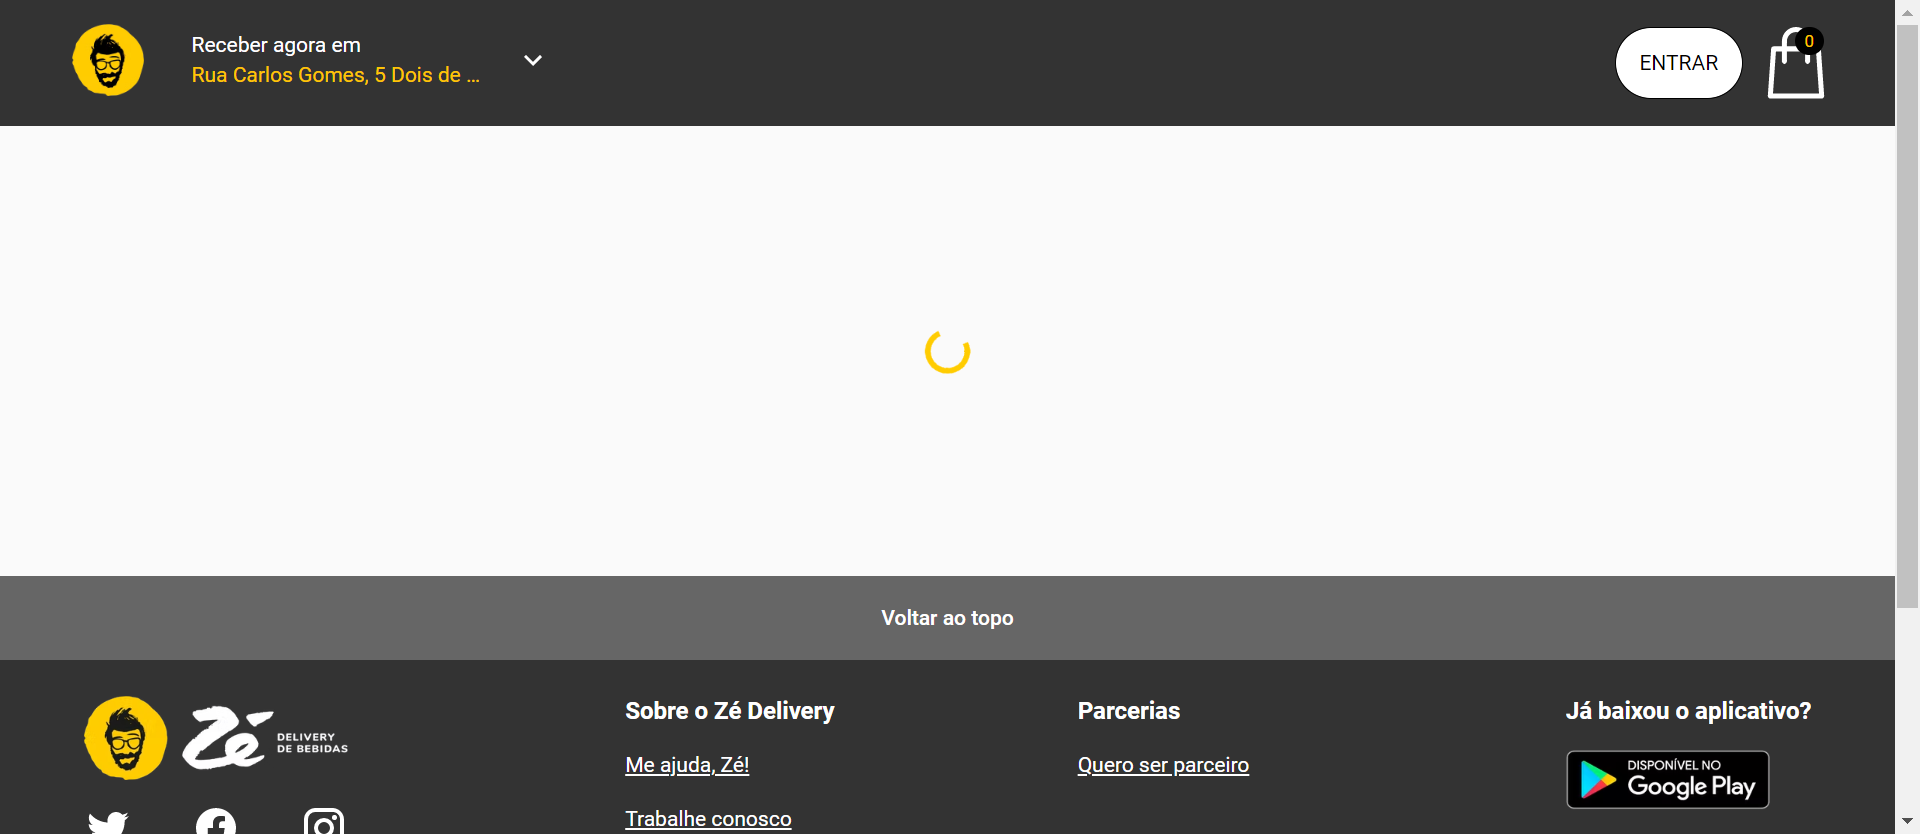 Receber agora em
Rua Carlos Gomes, 5 Dois de ...
ENTRAR
0
Voltar ao topo
Zé DELIVERY
DE BEBIDAS
Sobre o Zé Delivery
Me ajuda, Zé!
Trabalhe conosco
Parcerias
Quero ser parceiro
Já baixou o aplicativo?
DISPONÍVEL NO
Google Play